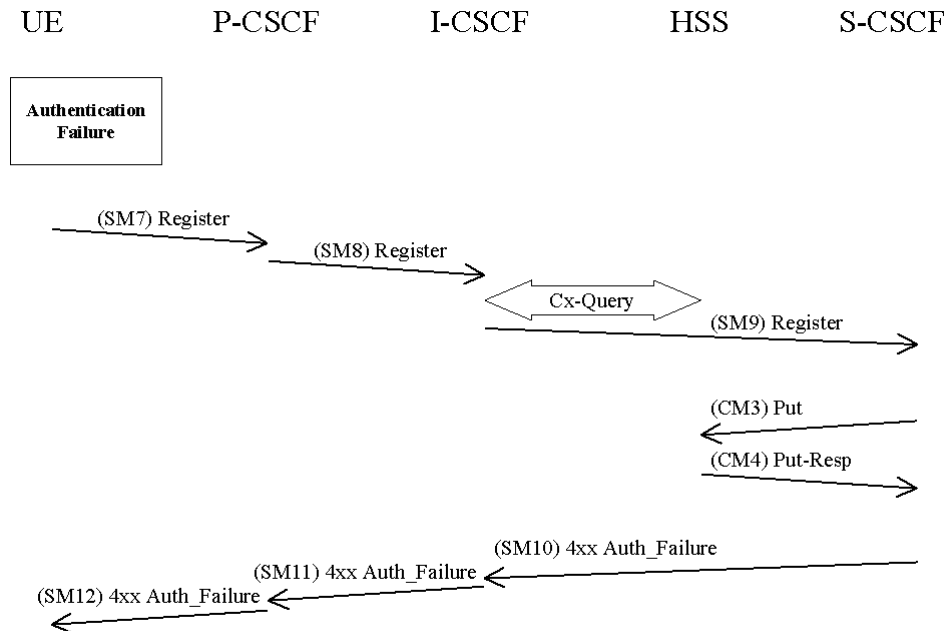 UE P-CSCF I-CSCF HSS S-CSCF
Authentication
Failure
(SM7) Register
(SM8) Register
Cx-Query
(SM9) Register
(CM3) Put
(CM4) Put-Resp
(SM10) 4xx Auth_Failure
(SM11) 4xx Auth_Failure
(SM12) 4xx Auth_Failure